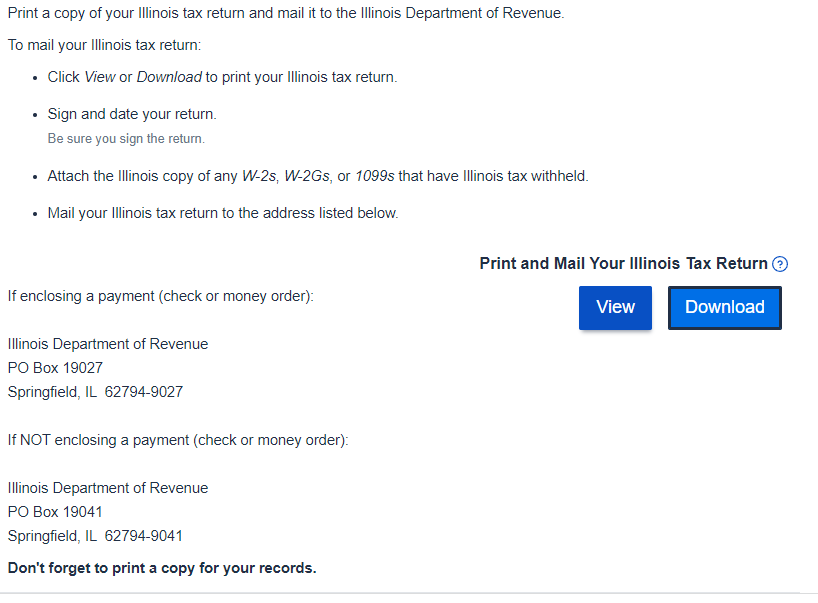 Print a copy of your Illinois tax return and mail it to the Illinois Department of Revenue.
To mail your Illinois tax return:
• Click View or Download to print your Illinois tax return.
• Sign and date your return.
Be sure you sign the return.
• Attach the Illinois copy of any W-2s, W-2Gs, or 1099s that have Illinois tax withheld.
• Mail your Illinois tax return to the address listed below.
Print and Mail Your Illinois Tax Return ?
View Download
If enclosing a payment (check or money order):
Illinois Department of Revenue
PO Box 19027
Springfield, IL  62794-9027
If NOT enclosing a payment (check or money order):
Illinois Department of Revenue
PO Box 19041
Springfield, IL  62794-9041
Don't forget to print a copy for your records.